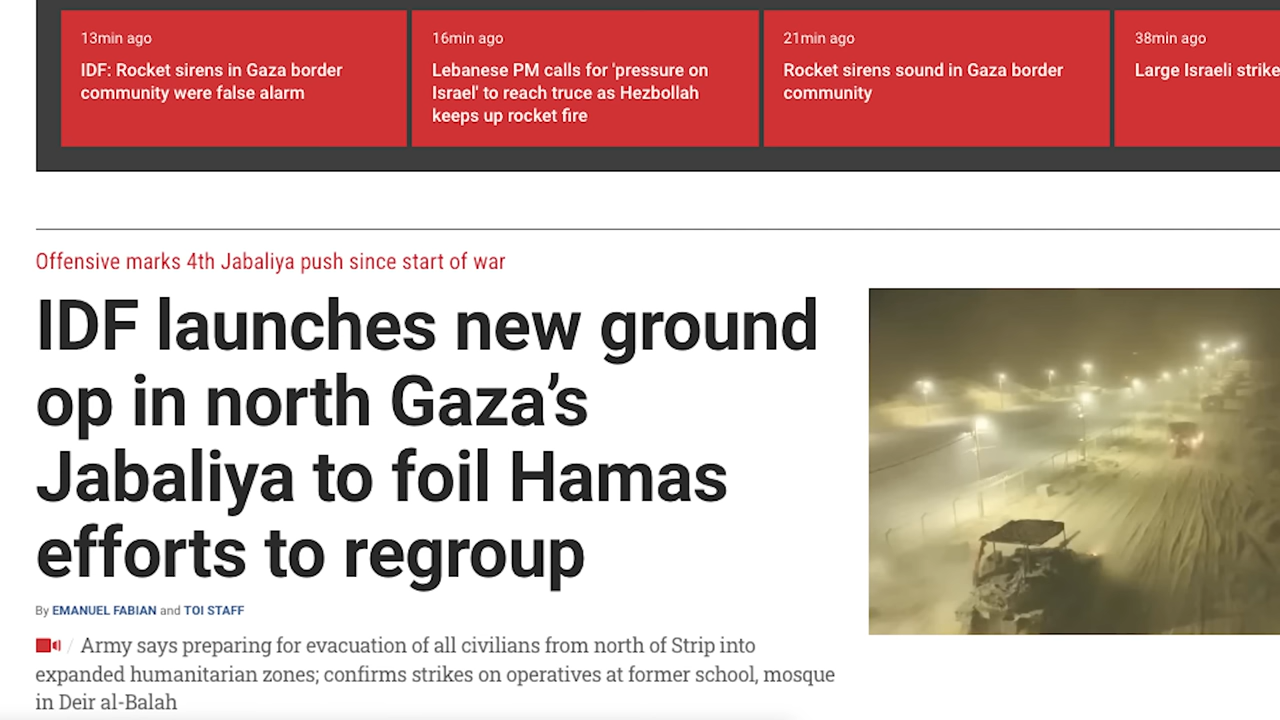 13min ago
IDF: Rocket sirens in Gaza border
community were false alarm
16min ago
Lebanese PM calls for 'pressure on
Israel' to reach truce as Hezbollah
keeps up rocket fire
21min ago
Rocket sirens sound in Gaza border
community
38min ago
Large Israeli strike
Offensive marks 4th Jabaliya push since start of war
IDF launches new ground
op in north Gaza’s
Jabaliya to foil Hamas
efforts to regroup
By EMANUEL FABIAN and TOI STAFF
/ Army says preparing for evacuation of all civilians from north of Strip into
expanded humanitarian zones; confirms strikes on operatives at former school, mosque
in Deir al-Balah